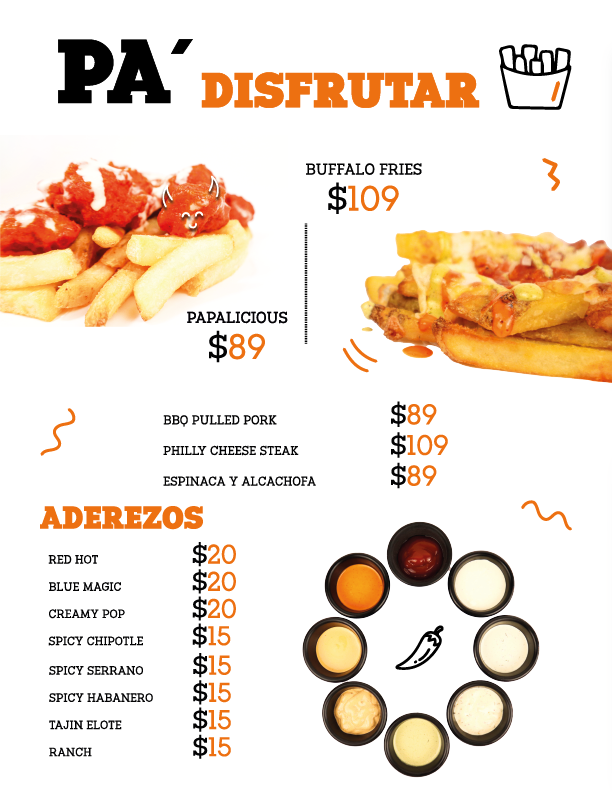 PA´ DISFRUTAR
BUFFALO FRIES
$109
PAPALICIOUS
$89
BBQ PULLED PORK $89
PHILLY CHEESE STEAK $109
ESPINACA Y ALCACHOFA $89
ADEREZOS
RED HOT $20
BLUE MAGIC $20
CREAMY POP $20
SPICY CHIPOTLE $15
SPICY SERRANO $15
SPICY HABANERO $15
TAJIN ELOTE $15
RANCH $15